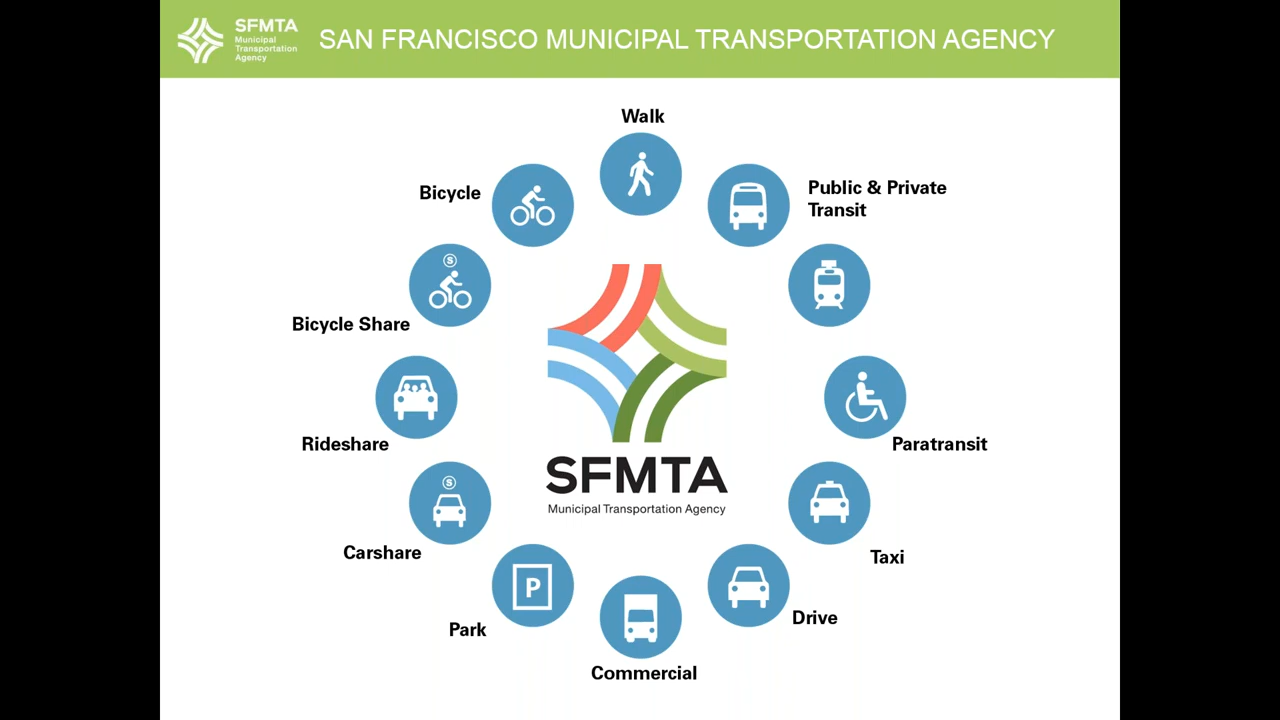 SFMTA
Municipal
Transportation
Agency
SAN FRANCISCO MUNICIPAL TRANSPORTATION AGENCY
Walk
Bicycle
Public & Private
Transit
S
Bicycle Share
Rideshare
Paratransit
SFMTA
Municipal Transportation Agency
S
Carshare
Taxi
P
Park
Drive
Commercial